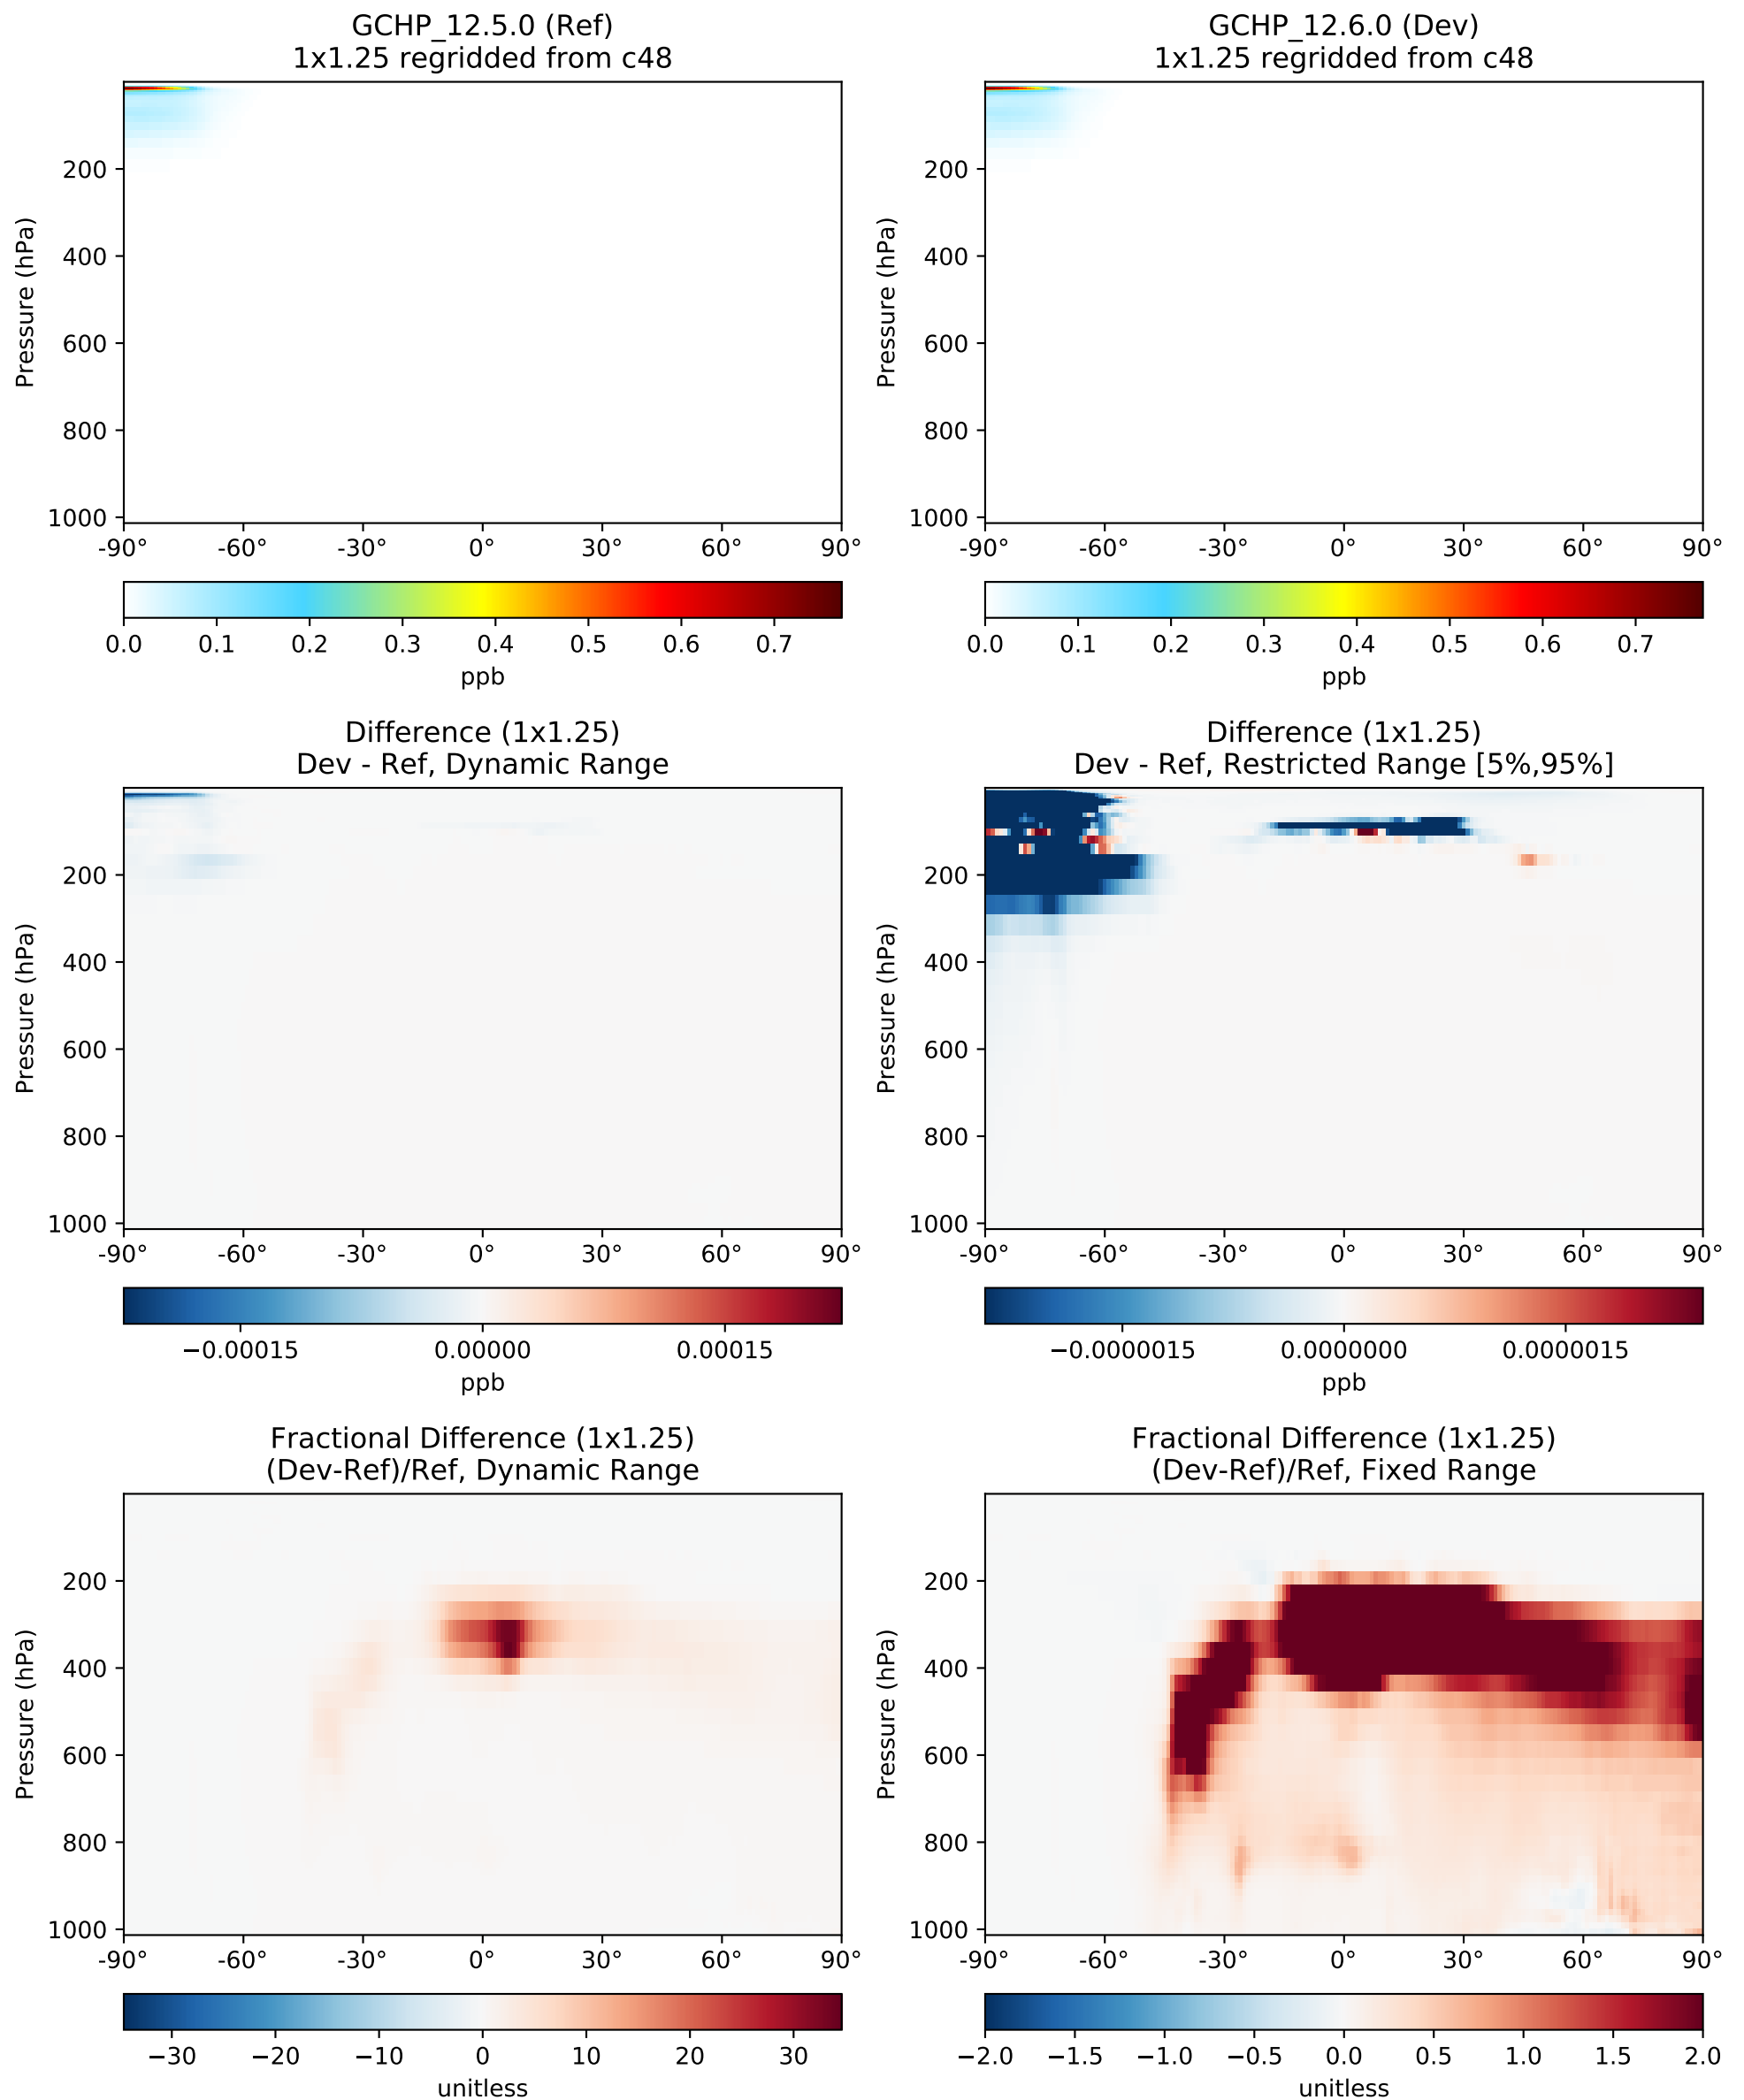 GCHP_12.5.0 (Ref)
1x1.25 regridded from c48
Pressure (hPa)
200
400
600
800
1000
-90° -60° -30° 0° 30° 60° 90°
0.0 0.1 0.2 0.3 0.4 0.5 0.6 0.7
ppb
GCHP_12.6.0 (Dev)
1x1.25 regridded from c48
Pressure (hPa)
200
400
600
800
1000
-90° -60° -30° 0° 30° 60° 90°
0.0 0.1 0.2 0.3 0.4 0.5 0.6 0.7
ppb
Difference (1x1.25)
Dev - Ref, Dynamic Range
Pressure (hPa)
200
400
600
800
1000
-90° -60° -30° 0° 30° 60° 90°
−0.00015 0.00000 0.00015
ppb
Difference (1x1.25)
Dev - Ref, Restricted Range [5%,95%]
Pressure (hPa)
200
400
600
800
1000
-90° -60° -30° 0° 30° 60° 90°
−0.0000015 0.0000000 0.0000015
ppb
Fractional Difference (1x1.25)
(Dev-Ref)/Ref, Dynamic Range
Pressure (hPa)
200
400
600
800
1000
-90° -60° -30° 0° 30° 60° 90°
−30 −20 −10 0 10 20 30
unitless
Fractional Difference (1x1.25)
(Dev-Ref)/Ref, Fixed Range
Pressure (hPa)
200
400
600
800
1000
-90° -60° -30° 0° 30° 60° 90°
−2.0 −1.5 −1.0 −0.5 0.0 0.5 1.0 1.5 2.0
unitless